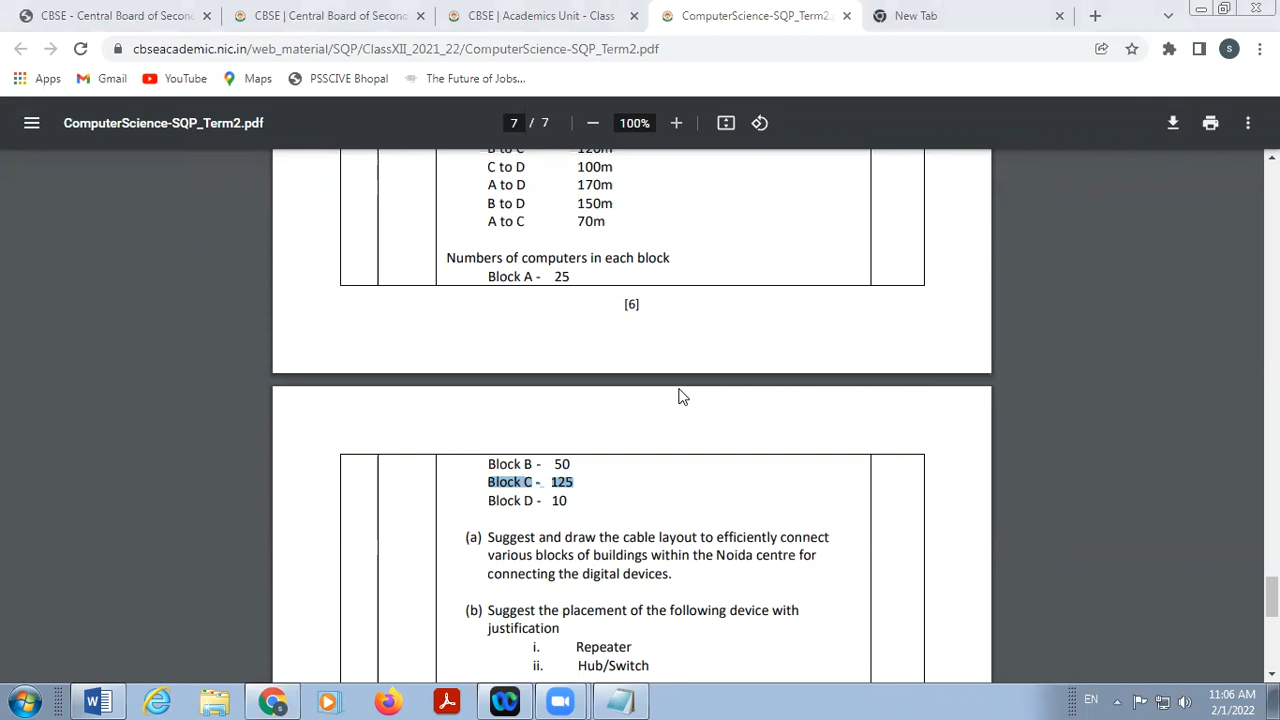 CBSE - Central Board of Second
CBSE | Central Board of Second
CBSE | Academics Unit - Class
ComputerScience-SQP_Term2.
New Tab
cbseacademic.nic.in/web_material/SQP/ClassXII_2021_22/ComputerScience-SQP_Term2.pdf
S
Apps
Gmail
YouTube
Maps
PSSCIVE Bhopal
The Future of Jobs...
ComputerScience-SQP_Term2.pdf
7 / 7
100%
B to C 120m
C to D 100m
A to D 170m
B to D 150m
A to C 70m
Numbers of computers in each block
Block A - 25
[6]
Block B - 50
Block C - 125
Block D - 10
(a) Suggest and draw the cable layout to efficiently connect
various blocks of buildings within the Noida centre for
connecting the digital devices.
(b) Suggest the placement of the following device with
justification
i. Repeater
ii. Hub/Switch
EN
11:06 AM
2/1/2022